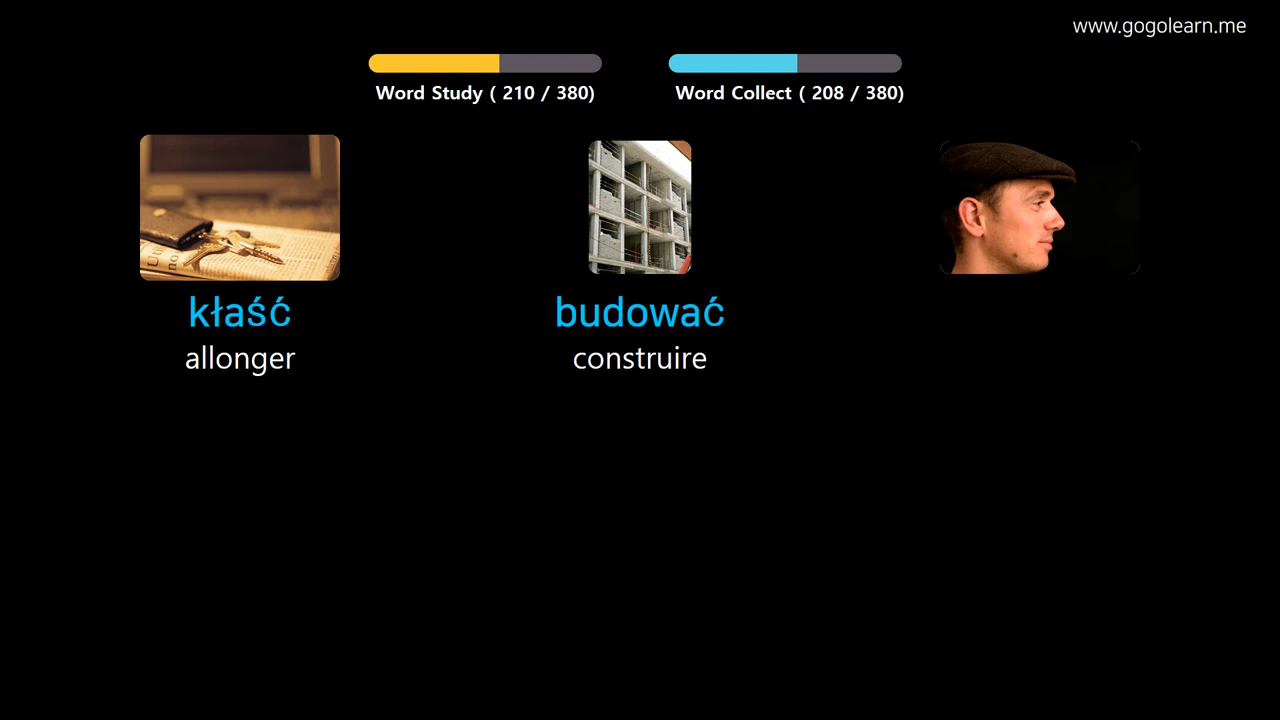 www.gogolearn.me
Word Study ( 210 / 380)
Word Collect ( 208 / 380)
kłaść
budować
allonger
construire